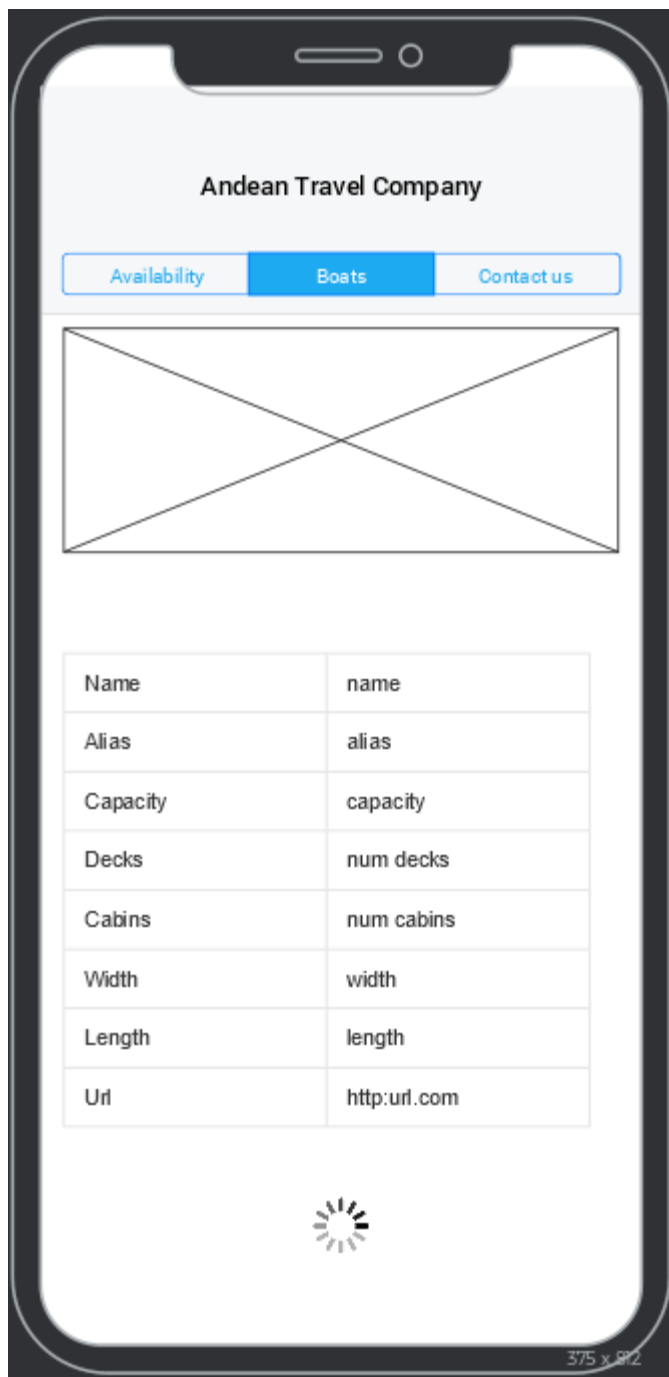 Andean Travel Company
Availability Boats Contact us
Name name
Alias alias
Capacity capacity
Decks num decks
Cabins num cabins
Width width
Length length
Url http:url.com
375 x 812